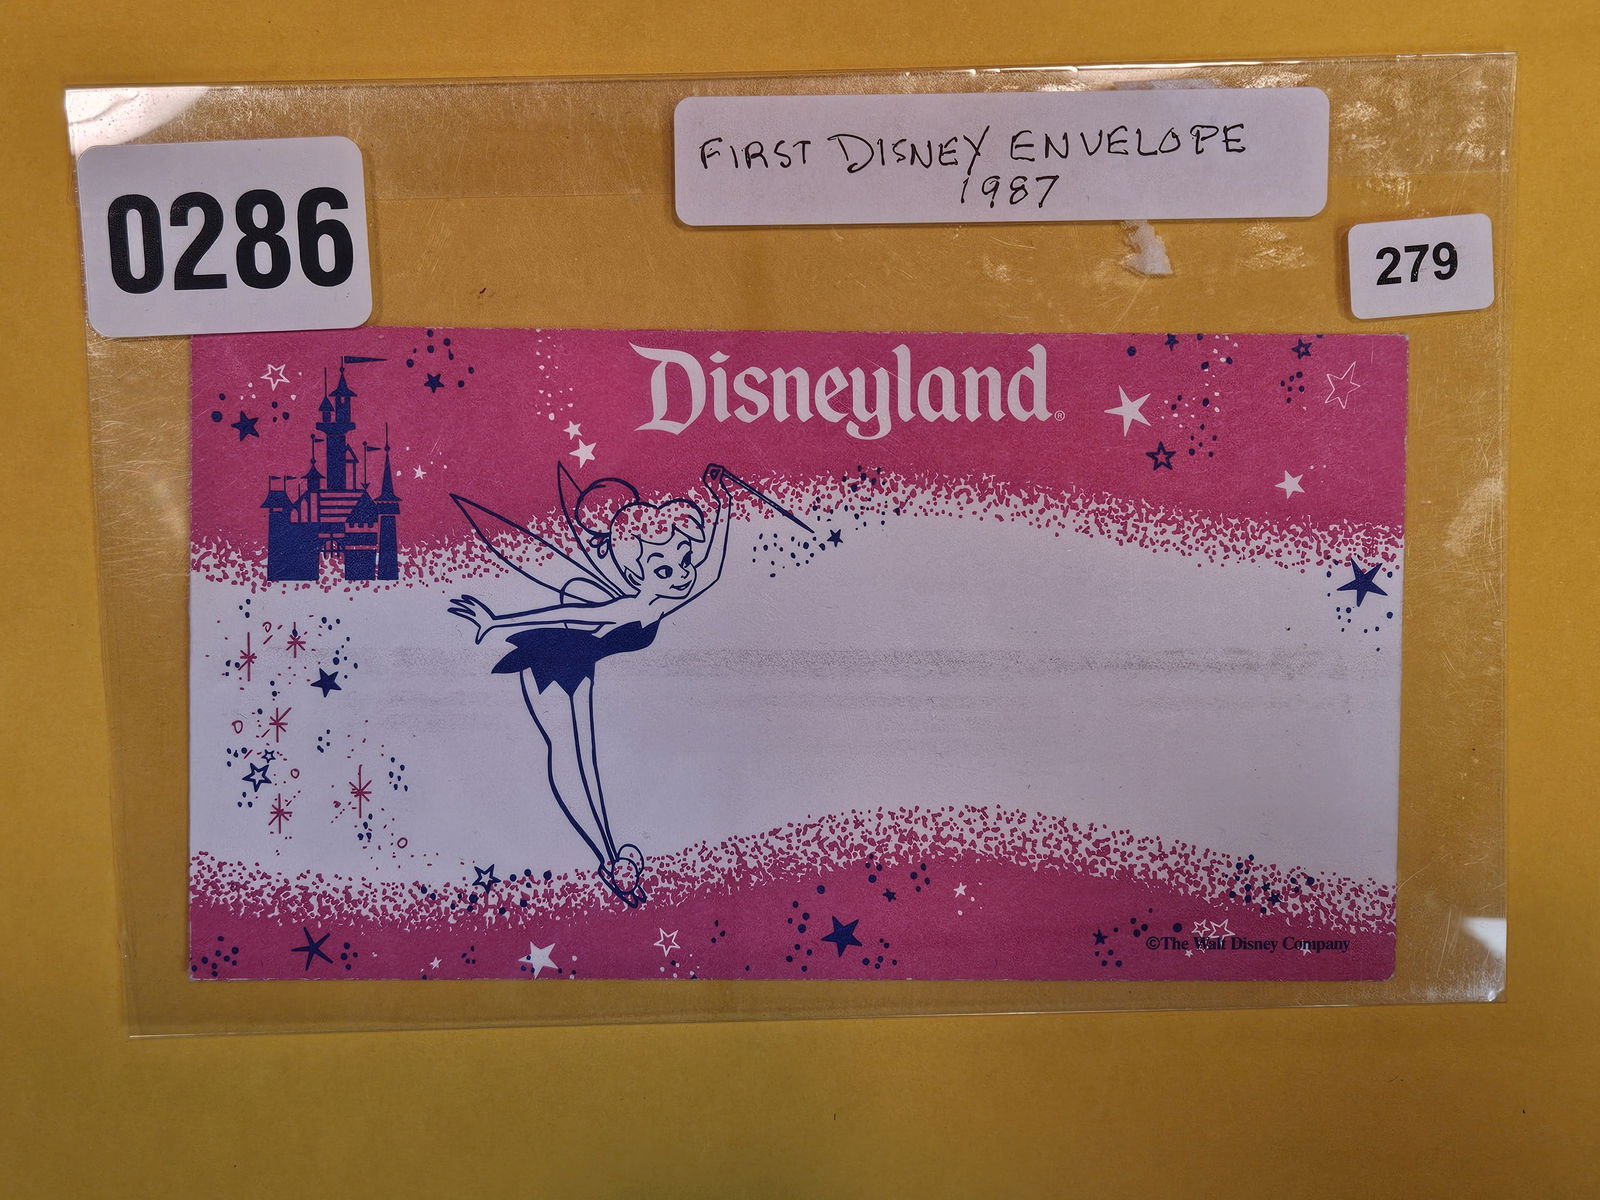 FIRST DISNEY ENVELOPE
1987
0286
279
Disneyland®
©The Walt Disney Company